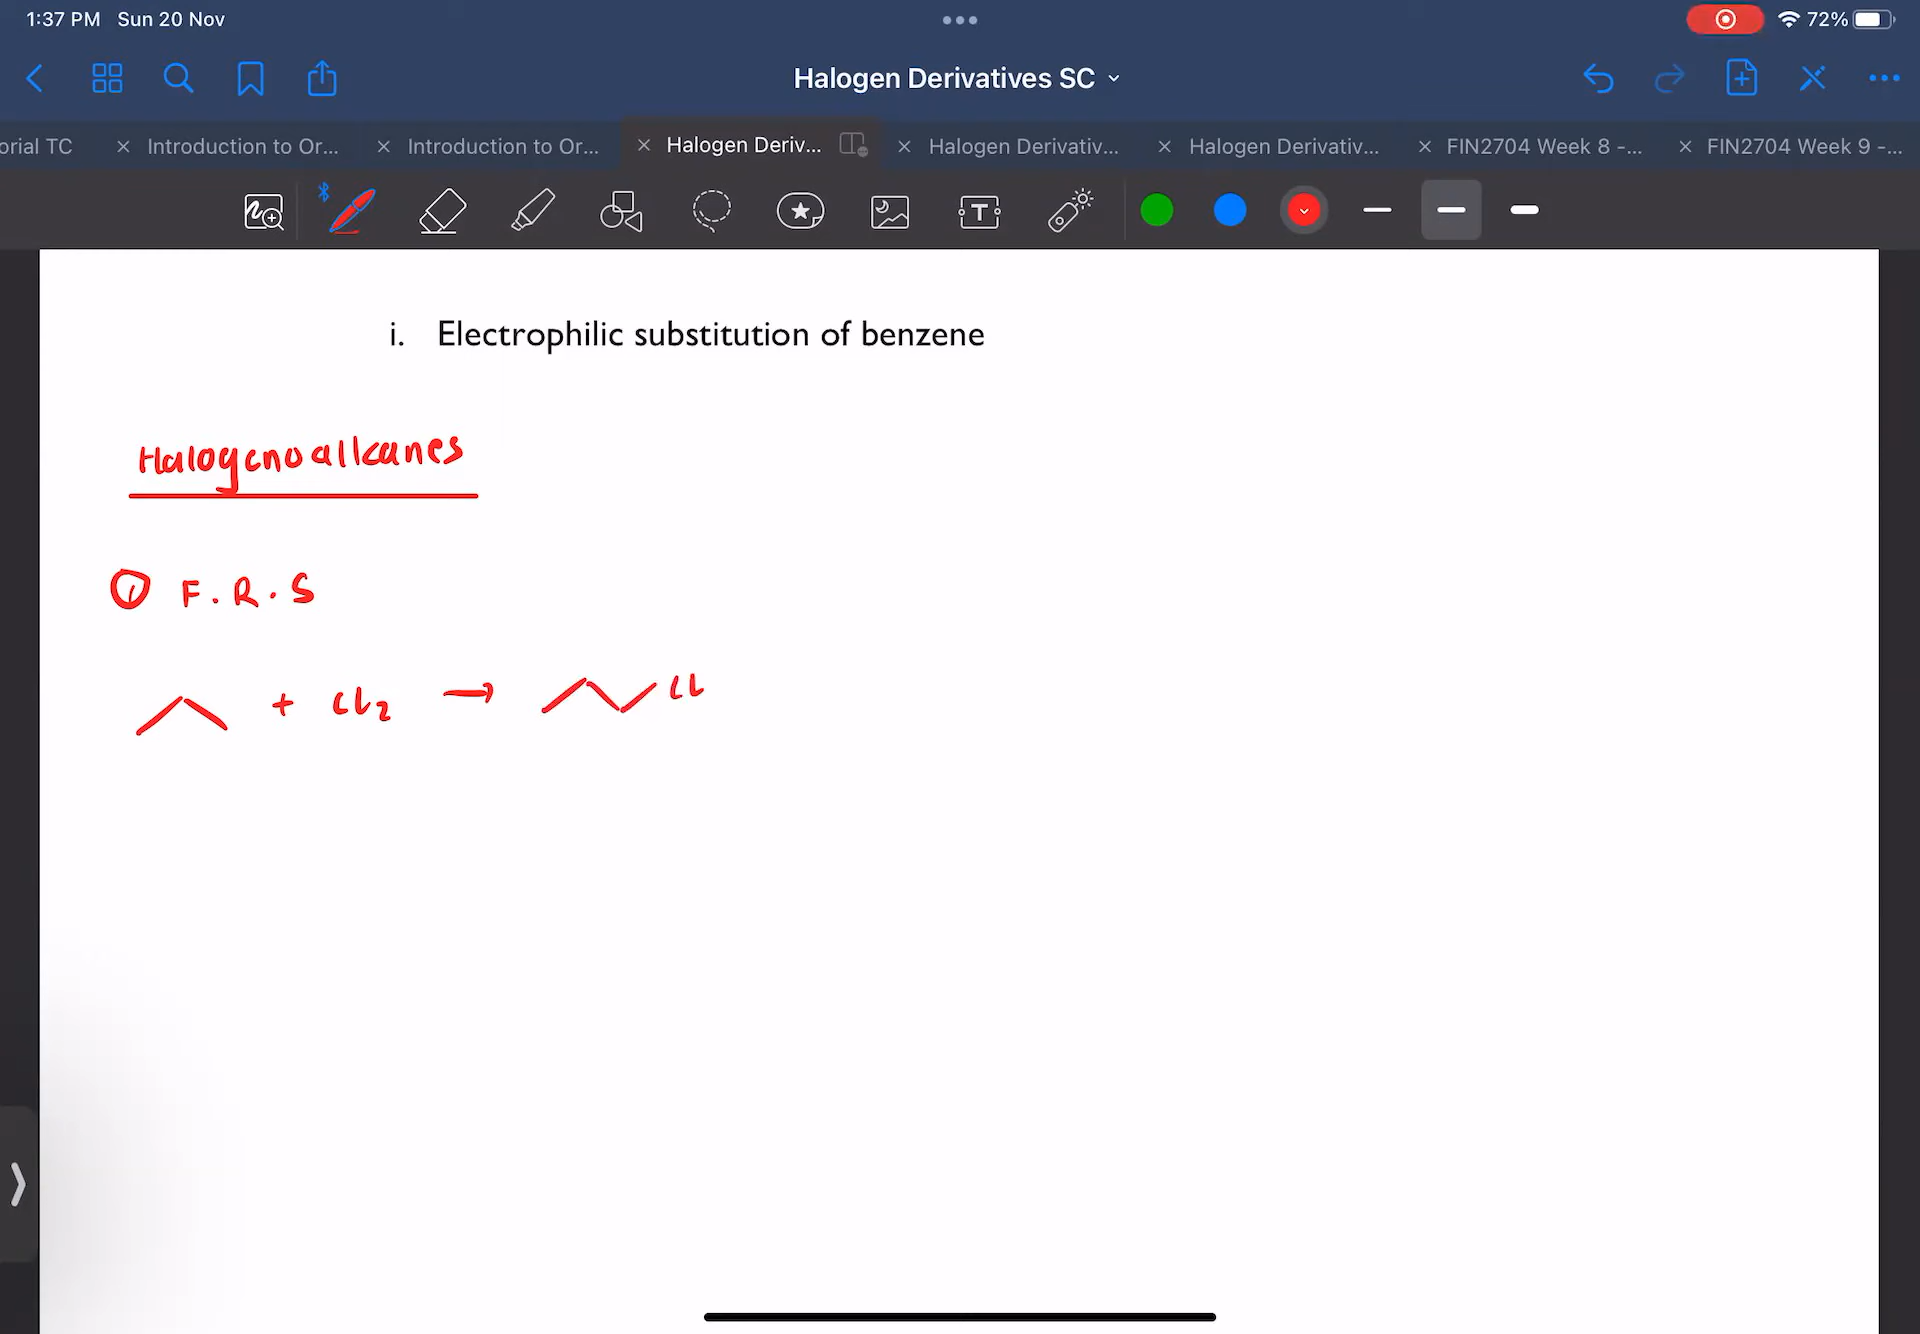 1:37 PM Sun 20 Nov
72%
Halogen Derivatives SC
orial TC
Introduction to Or...
Introduction to Or...
Halogen Deriv...
Halogen Derivativ...
Halogen Derivativ...
FIN2704 Week 8 -...
FIN2704 Week 9 -...
T
i. Electrophilic substitution of benzene
Halogenoalkanes
① F.R.S
+ Cl₂ → Cl